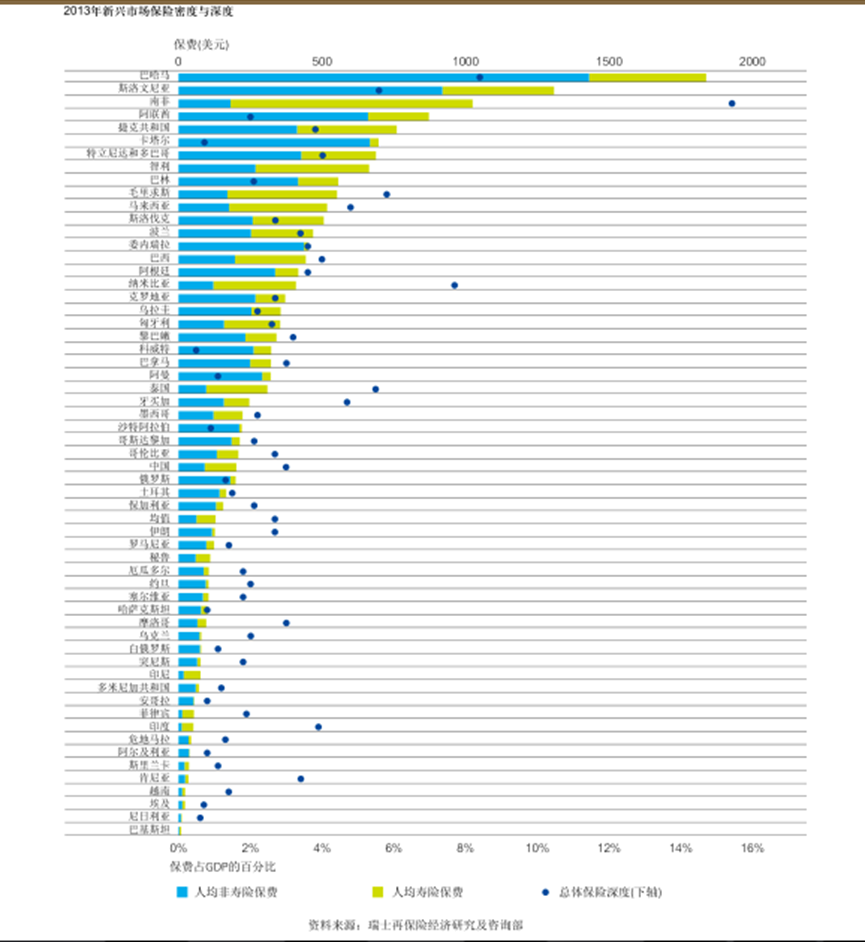 2013年新兴市场保险密度与深度
保费(美元)
0 500 1000 1500 2000
巴哈马
斯洛文尼亚
南非
阿联酋
捷克共和国
卡塔尔
特立尼达和多巴哥
智利
巴林
毛里求斯
马来西亚
斯洛伐克
波兰
委内瑞拉
巴西
阿根廷
纳米比亚
克罗地亚
乌拉圭
匈牙利
黎巴嫩
科威特
巴拿马
阿曼
泰国
牙买加
墨西哥
沙特阿拉伯
哥斯达黎加
哥伦比亚
中国
俄罗斯
土耳其
保加利亚
均值
伊朗
罗马尼亚
秘鲁
厄瓜多尔
约旦
塞尔维亚
哈萨克斯坦
摩洛哥
乌克兰
白俄罗斯
突尼斯
印尼
多米尼加共和国
安哥拉
菲律宾
印度
危地马拉
阿尔及利亚
斯里兰卡
肯尼亚
越南
埃及
尼日利亚
巴基斯坦
0% 2% 4% 6% 8% 10% 12% 14% 16%
保费占GDP的百分比
人均非寿险保费 人均寿险保费 总体保险深度(下轴)
资料来源：瑞士再保险经济研究及咨询部